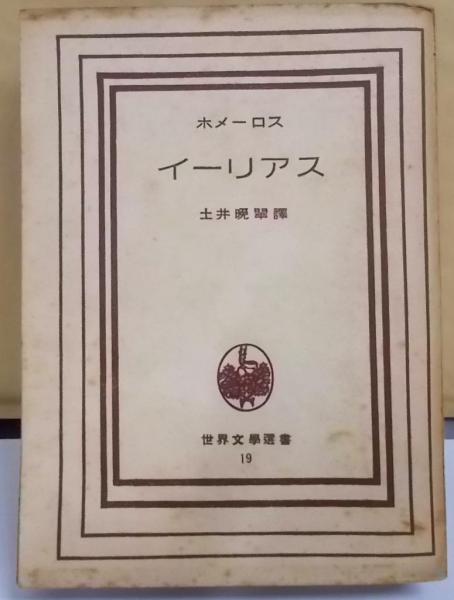 ホメーロス
イーリアス
土井晩翠譯
世界文學選書
19